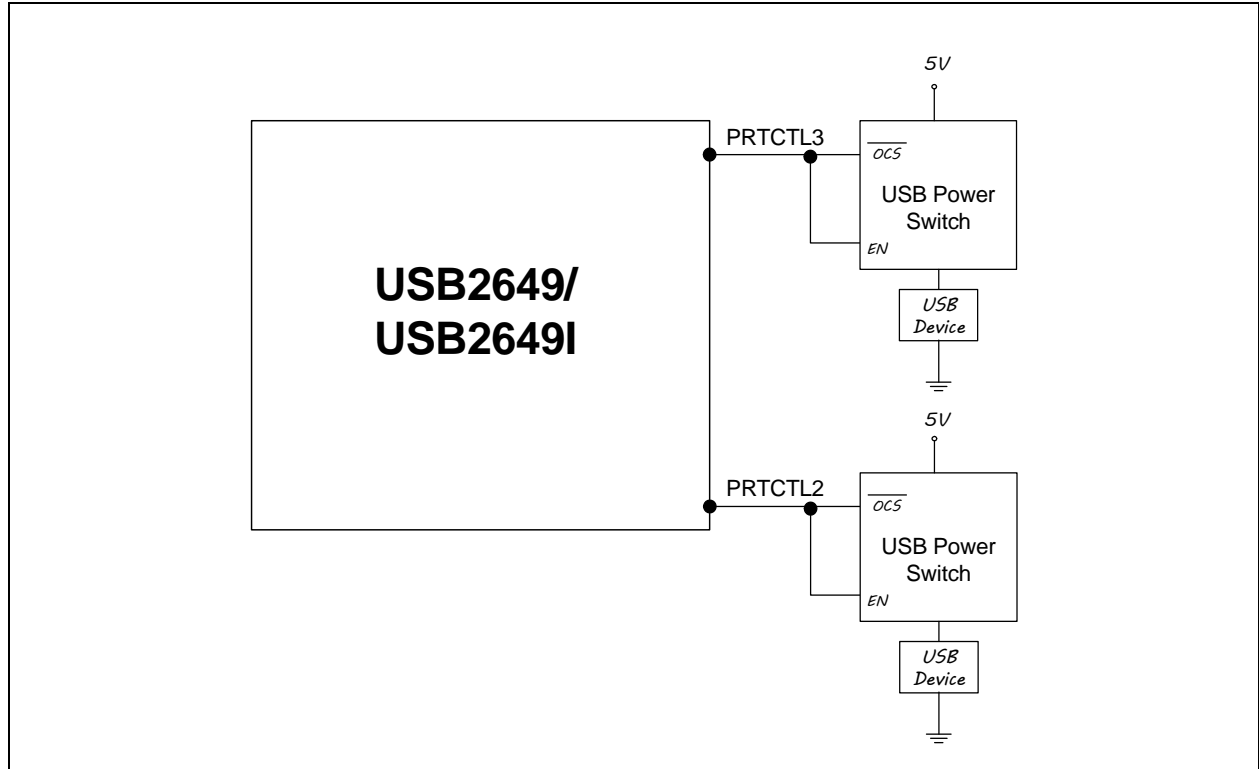 5V
PRTCTL3
OCS
USB Power
Switch
EN
USB2649/
USB2649I
USB
Device
5V
PRTCTL2
OCS
USB Power
Switch
EN
USB
Device